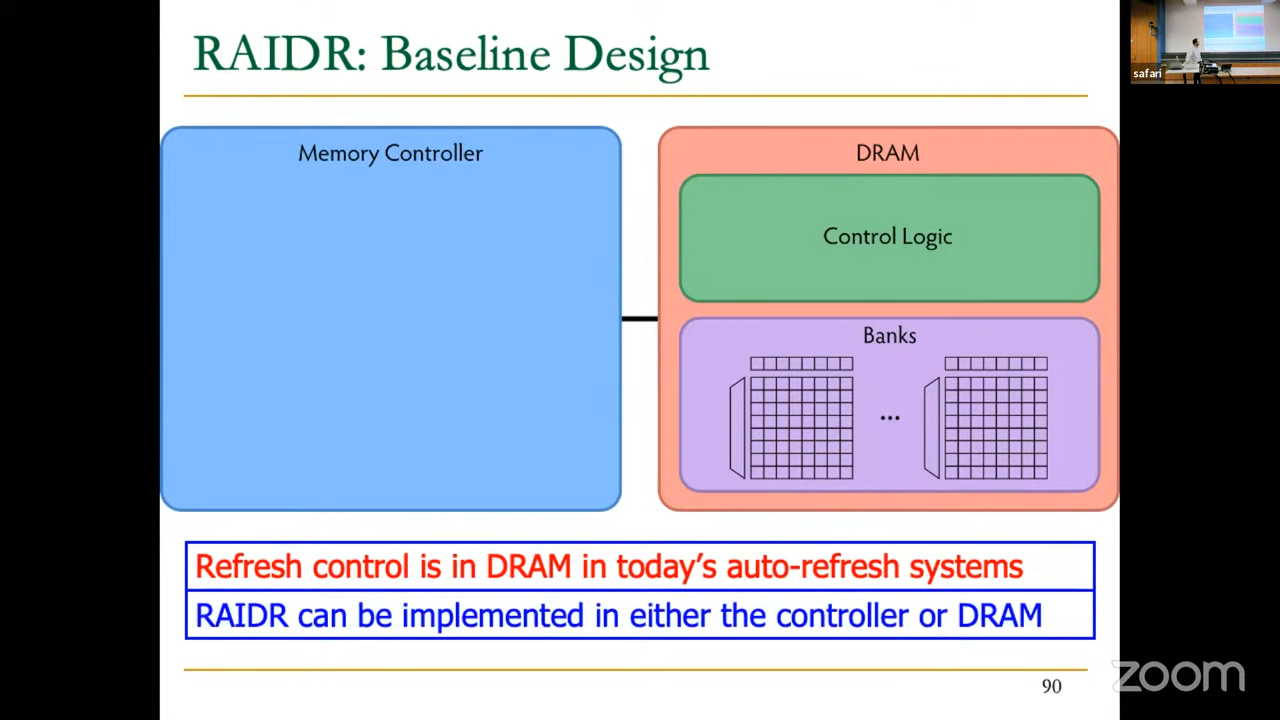 RAIDR: Baseline Design
safari
Memory Controller
DRAM
Control Logic
Banks
...
Refresh control is in DRAM in today's auto-refresh systems
RAIDR can be implemented in either the controller or DRAM
90
zoom